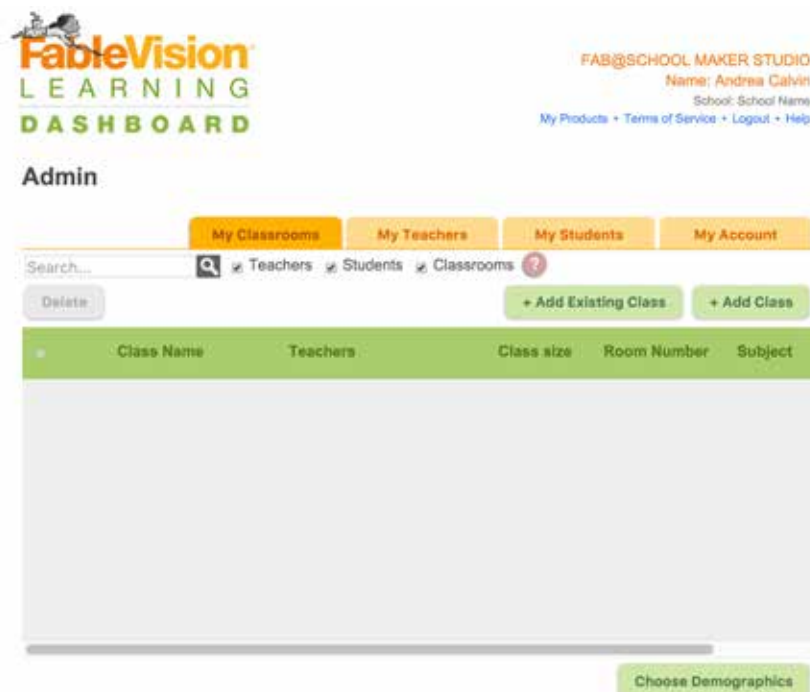 FableVision
LEARNING
DASHBOARD
FAB@SCHOOL MAKER STUDIO
Name: Andrea Calvin
School: School Name
My Products + Terms of Service + Logout + Help
Admin
My Classrooms My Teachers My Students My Account
Search... Teachers Students Classrooms ?
Delete + Add Existing Class + Add Class
Class Name Teachers Class size Room Number Subject
Choose Demographics